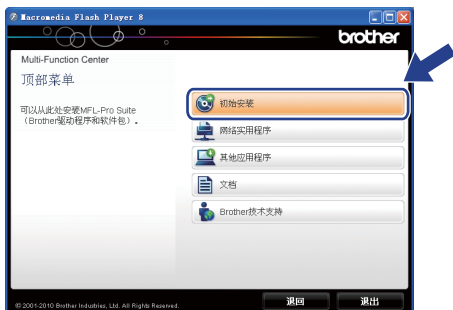 Macromedia Flash Player 8
brother
Multi-Function Center
顶部菜单
可以从此处安装MFL-Pro Suite
（Brother驱动程序和软件包）。
初始安装
网络实用程序
其他应用程序
文档
Brother技术支持
© 2001-2010 Brother Industries, Ltd. All Rights Reserved.
退回
退出